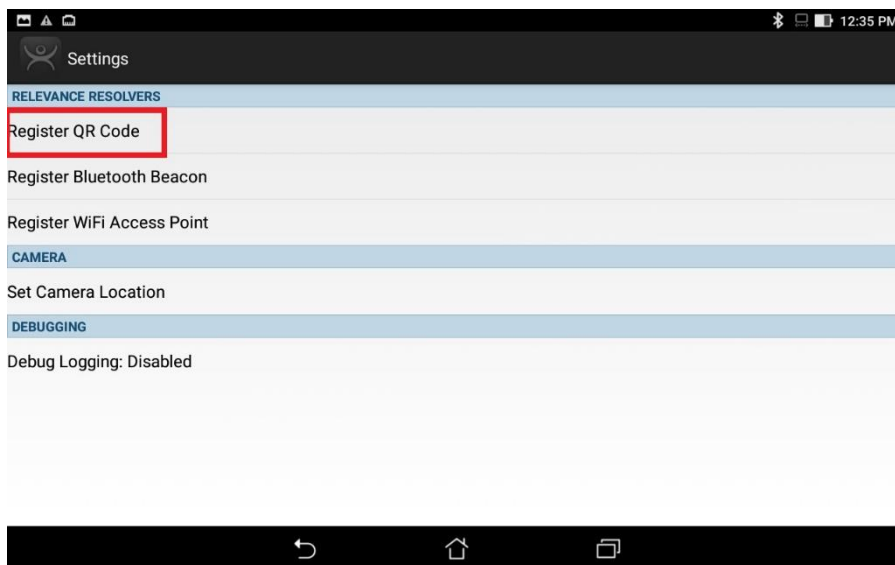 12:35 PM
Settings
RELEVANCE RESOLVERS
Register QR Code
Register Bluetooth Beacon
Register WiFi Access Point
CAMERA
Set Camera Location
DEBUGGING
Debug Logging: Disabled